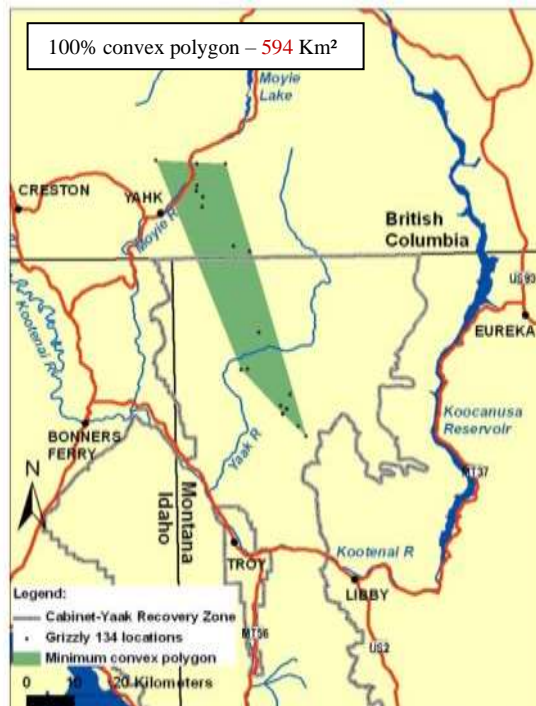 100% convex polygon – 594 Km²
Moyie
Lake
CRESTON
YAHK
Moyie R
British
Columbia
US93
Kootenai R
EUREKA
Koocanusa
Reservoir
BONNERS
FERRY
Yaak R
N
MT37
Montana
Idaho
Kootenai R
TROY
LIBBY
Legend:
Cabinet-Yaak Recovery Zone
Grizzly 134 locations
Minimum convex polygon
MT56
US2
0 10 20 Kilometers